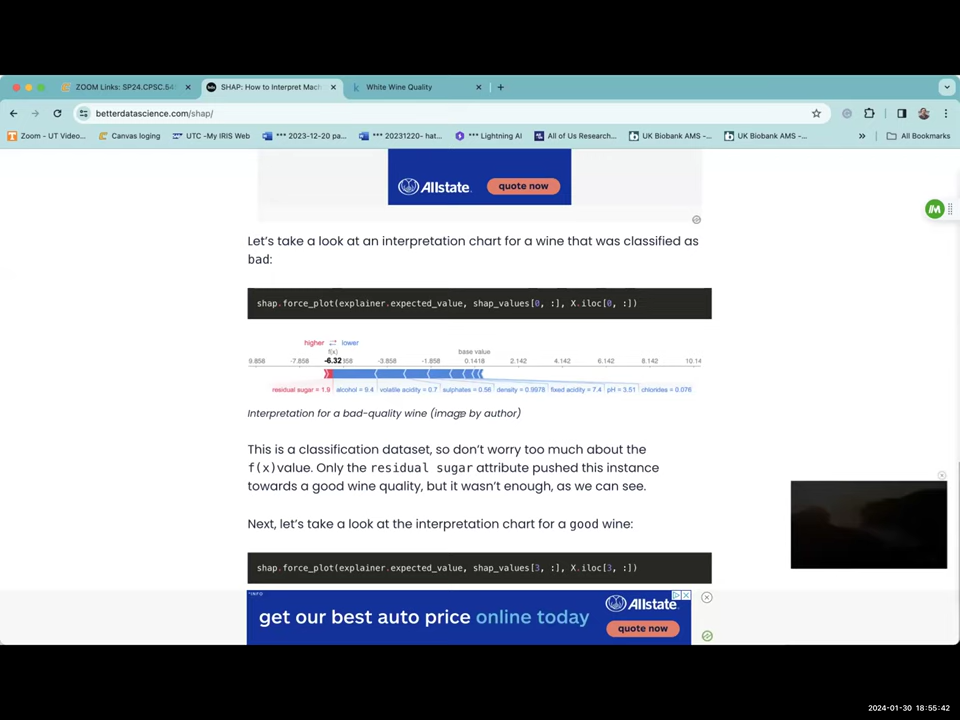 ZOOM Links: SP24.CPSC.54
SHAP: How to Interpret Mach
White Wine Quality
betterdatascience.com/shap/
Zoom - UT Video...
Canvas loging
UTC -My IRIS Web
*** 2023-12-20 pa...
*** 20231220- hat...
*** Lightning AI
All of Us Research...
UK Biobank AMS -...
UK Biobank AMS -...
All Bookmarks
Allstate.
quote now
Let's take a look at an interpretation chart for a wine that was classified as
bad:
shap.force_plot(explainer.expected_value, shap_values[0, :], X.iloc[0, :])
higher lower
f(x) base value
9.858 -7.858 -6.32 358 -3.858 -1.858 0.1418 2.142 4.142 6.142 8.142 10.14
residual sugar = 1.9 alcohol = 9.4 volatile acidity = 0.7 sulphates = 0.56 density = 0.9978 fixed acidity = 7.4 pH = 3.51 chlorides = 0.076
Interpretation for a bad-quality wine (image by author)
This is a classification dataset, so don't worry too much about the
f(x)value. Only the residual sugar attribute pushed this instance
towards a good wine quality, but it wasn't enough, as we can see.
Next, let's take a look at the interpretation chart for a good wine:
shap.force_plot(explainer.expected_value, shap_values[3, :], X.iloc[3, :])
get our best auto price online today
Allstate.
quote now
2024-01-30 18:55:42